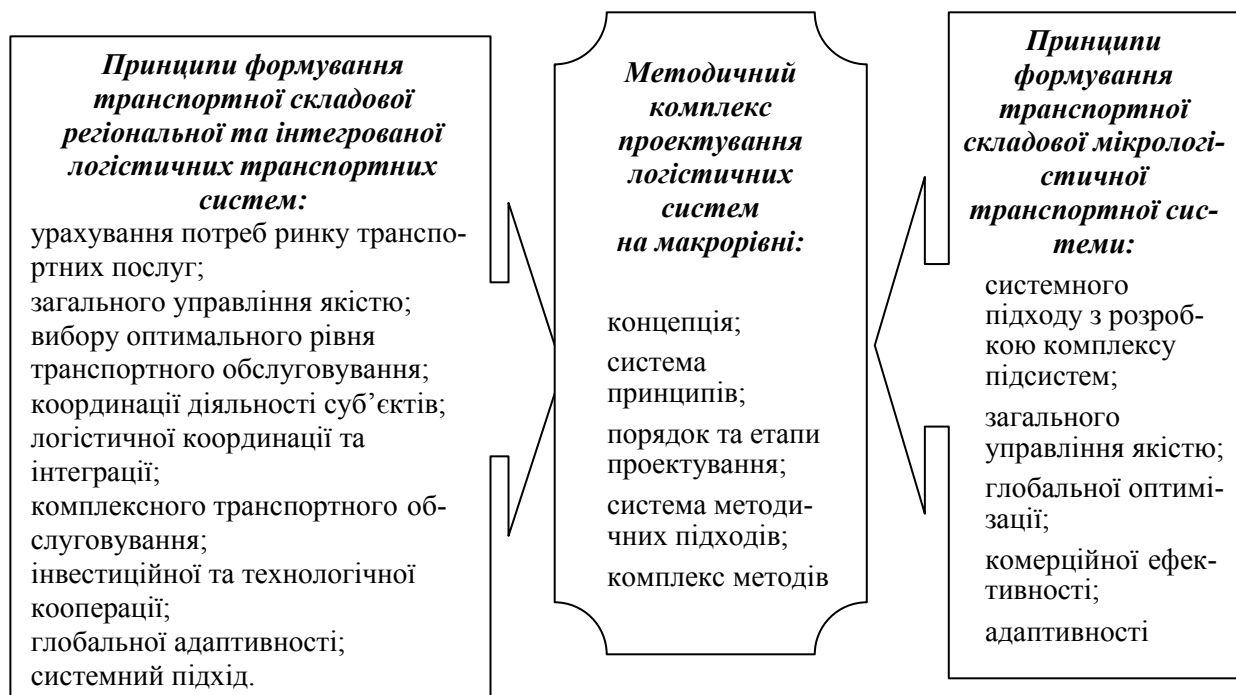 Принципи формування
транспортної складової
регіональної та інтегрованої
логістичних транспортних
систем:
урахування потреб ринку транспо-
ртних послуг;
загального управління якістю;
вибору оптимального рівня
транспортного обслуговування;
координації діяльності суб’єктів;
логістичної координації та
інтеграції;
комплексного транспортного об-
слуговування;
інвестиційної та технологічної
кооперації;
глобальної адаптивності;
системний підхід.
Методичний
комплекс
проектування
логістичних
систем
на макрорівні:
концепція;
система
принципів;
порядок та етапи
проектування;
система методи-
чних підходів;
комплекс методів
Принципи
формування
транспортної
складової мікрологі-
стичної
транспортної сис-
теми:
системного
підходу з розроб-
кою комплексу
підсистем;
загального
управління якістю;
глобальної оптимі-
зації;
комерційної ефек-
тивності;
адаптивності